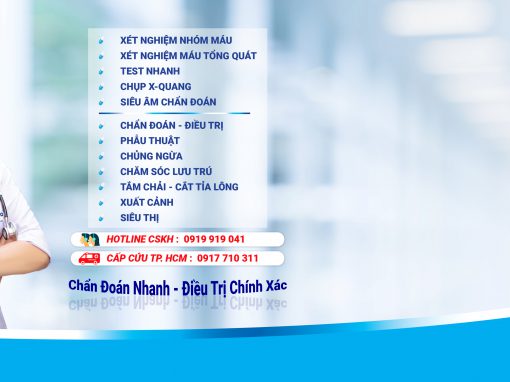 XÉT NGHIỆM NHÓM MÁU
XÉT NGHIỆM MÁU TỔNG QUÁT
TEST NHANH
CHỤP X-QUANG
SIÊU ÂM CHẨN ĐOÁN
CHẨN ĐOÁN - ĐIỀU TRỊ
PHẪU THUẬT
CHỦNG NGỪA
CHĂM SÓC LƯU TRÚ
TẮM CHẢI - CẮT TỈA LÔNG
XUẤT CẢNH
SIÊU THỊ
HOTLINE CSKH : 0919 919 041
CẤP CỨU TP. HCM : 0917 710 311
Chẩn Đoán Nhanh - Điều Trị Chính Xác